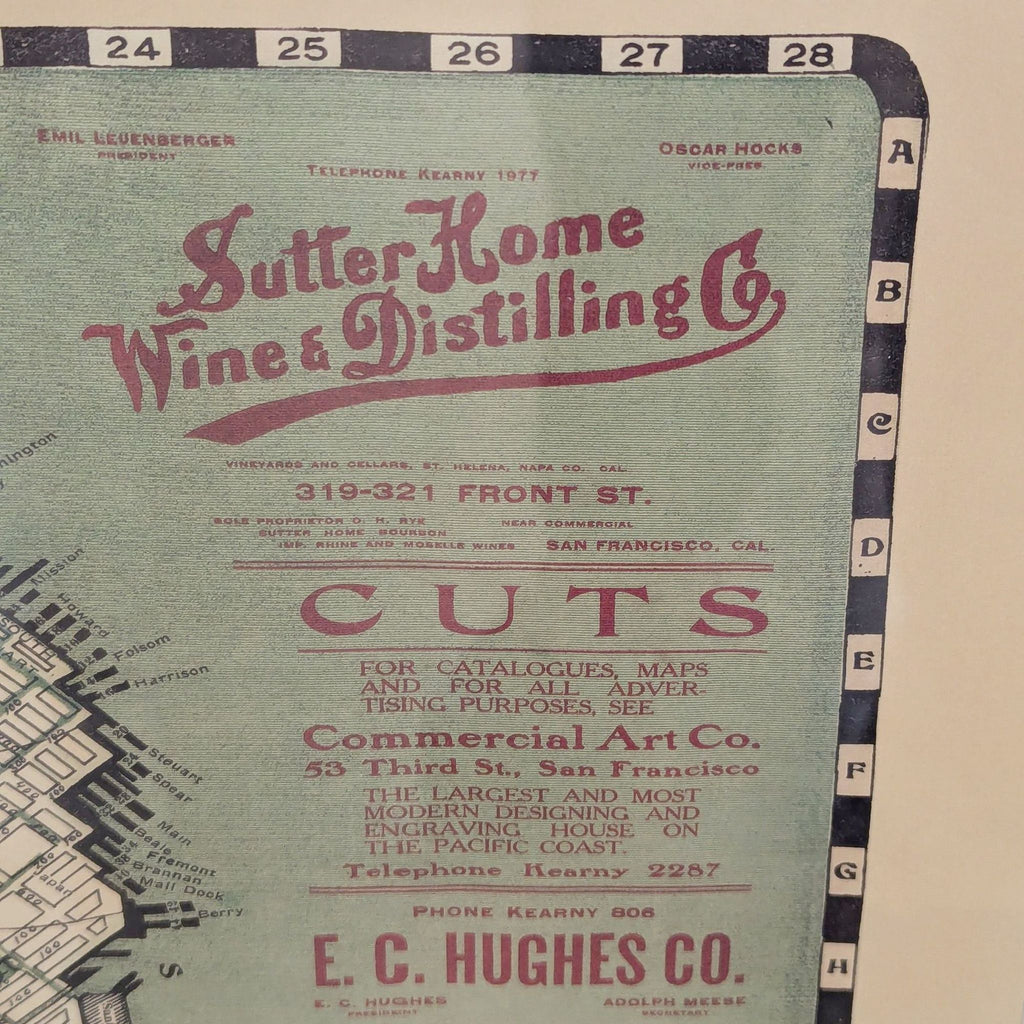 24 25 26 27 28
EMIL LEUENBERGER
PRESIDENT
OSCAR HOCKS
VICE-PRES.
TELEPHONE KEARNY 1977
Sutter Home
Wine & Distilling Co.
VINEYARDS AND CELLARS, ST. HELENA, NAPA CO. CAL.
319-321 FRONT ST.
SOLE PROPRIETOR O. H. RYE
SUTTER HOME BOURBON
IMP. RHINE AND MOSELLE WINES
NEAR COMMERCIAL
SAN FRANCISCO, CAL.
CUTS
FOR CATALOGUES, MAPS
AND FOR ALL ADVER-
TISING PURPOSES, SEE
Commercial Art Co.
53 Third St., San Francisco
THE LARGEST AND MOST
MODERN DESIGNING AND
ENGRAVING HOUSE ON
THE PACIFIC COAST.
Telephone Kearny 2287
PHONE KEARNY 806
E. C. HUGHES CO.
E. C. HUGHES
PRESIDENT
ADOLPH MEESE
SECRETARY
A
B
C
D
E
F
G
H
Mission
Howard
Folsom
Harrison
Steuart
Spear
Main
Beale
Fremont
Brannan
Mail Dock
Berry
S